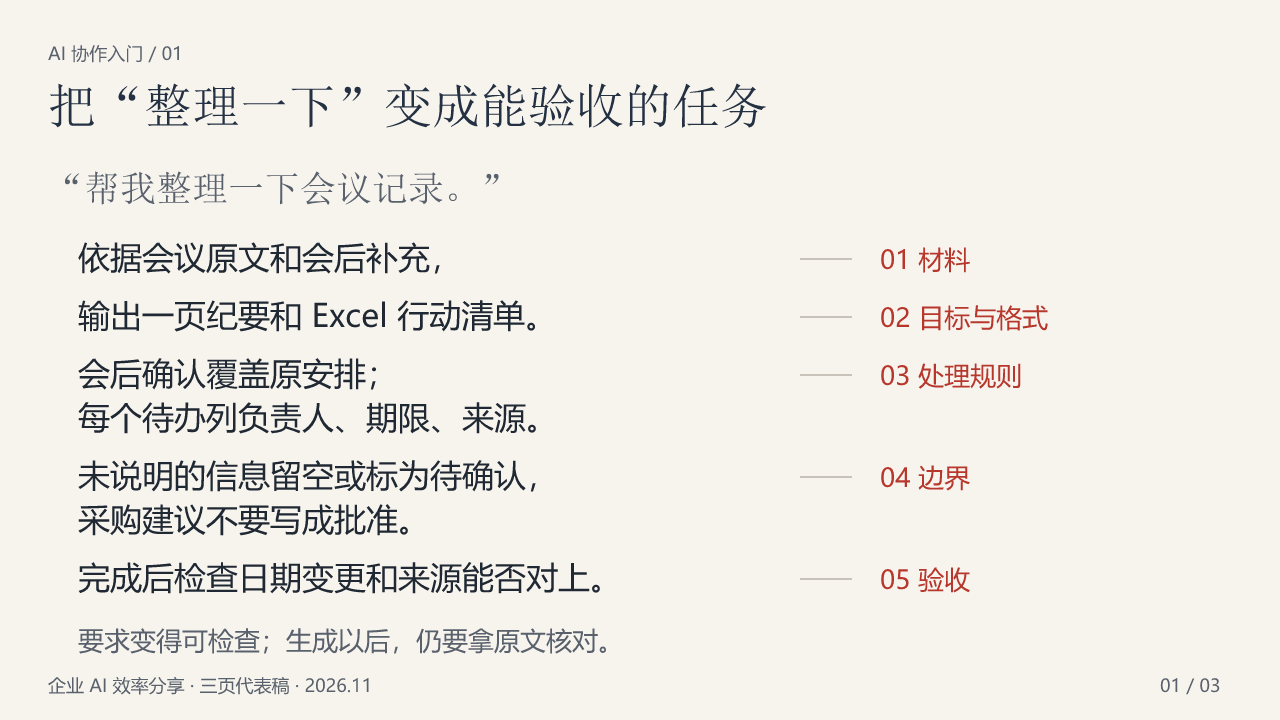 AI 协作入门 / 01
把“整理一下”变成能验收的任务
“帮我整理一下会议记录。”
依据会议原文和会后补充，
01 材料
输出一页纪要和 Excel 行动清单。
02 目标与格式
会后确认覆盖原安排；
03 处理规则
每个待办列负责人、期限、来源。
未说明的信息留空或标为待确认，
04 边界
采购建议不要写成批准。
完成后检查日期变更和来源能否对上。
05 验收
要求变得可检查；生成以后，仍要拿原文核对。
企业 AI 效率分享 · 三页代表稿 · 2026.11
01 / 03